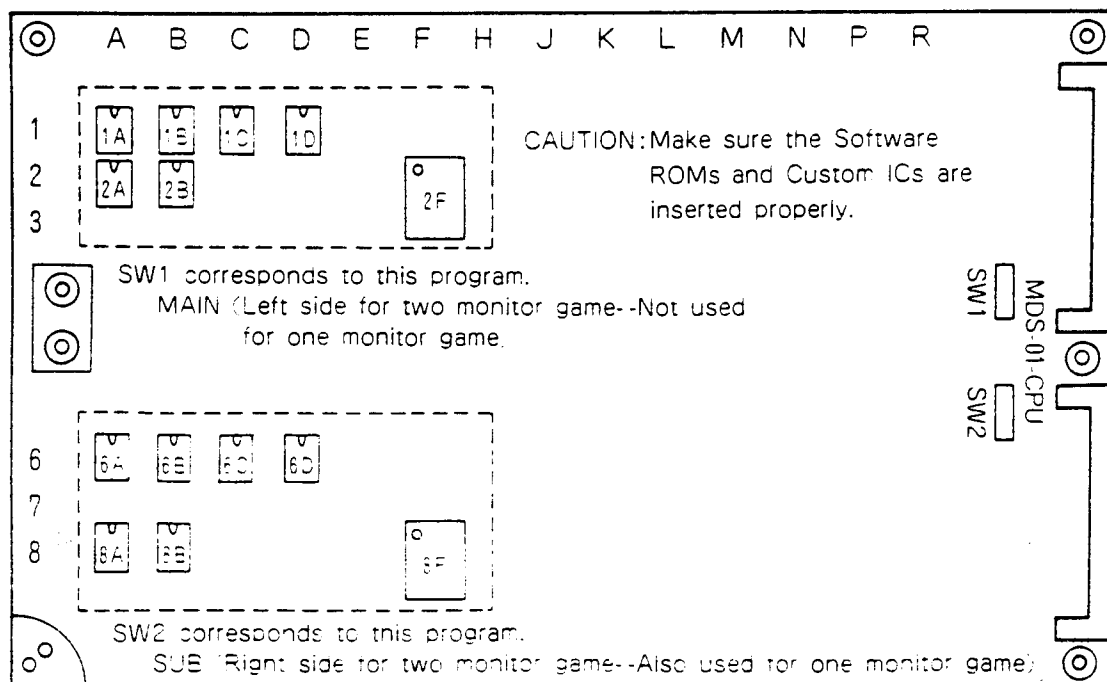 A B C D E F H J K L M N P R
1
1A 1B 1C 1D
2
2A 2B 2F
3
CAUTION: Make sure the Software
ROMs and Custom ICs are
inserted properly.
SW1 corresponds to this program.
MAIN (Left side for two monitor game--Not used
for one monitor game.
SW1
MDS-01-CPU
SW2
6
6A 6B 6C 6D
7
8
8A 8B 8F
SW2 corresponds to this program.
SUB (Right side for two monitor game--Also used for one monitor game)